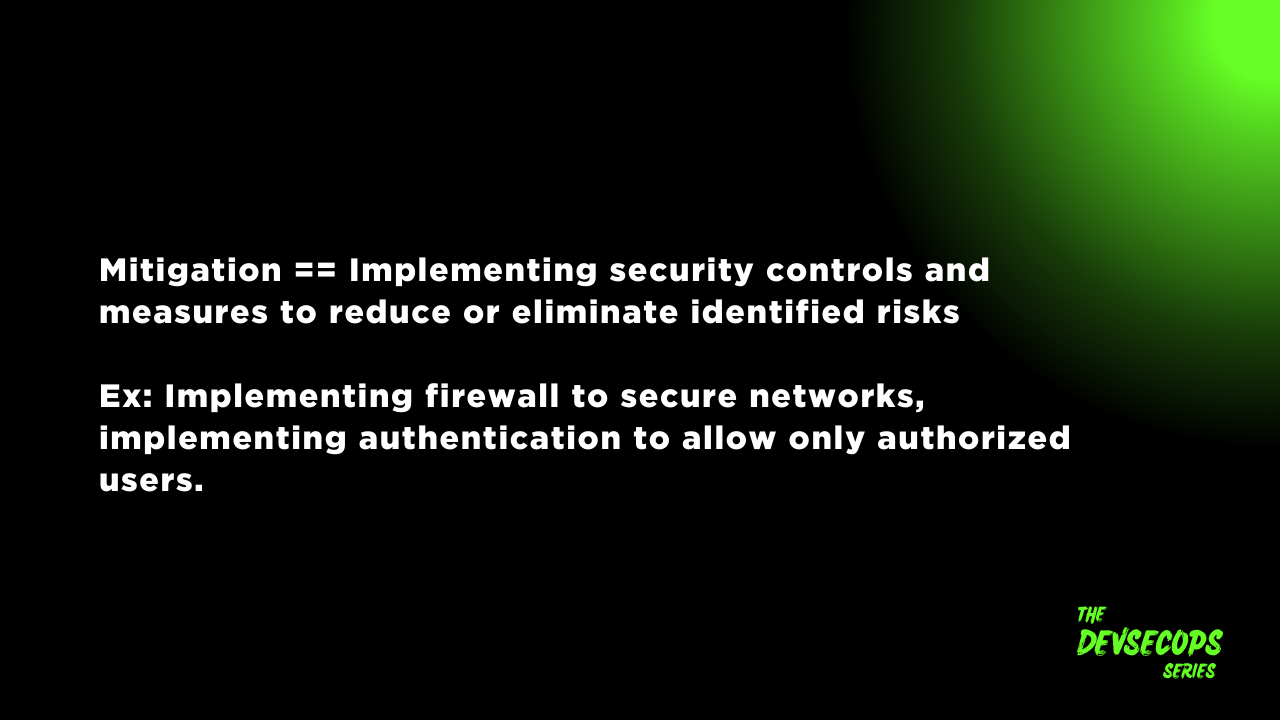 Mitigation == Implementing security controls and
measures to reduce or eliminate identified risks
Ex: Implementing firewall to secure networks,
implementing authentication to allow only authorized
users.
THE
DEVSECOPS
SERIES